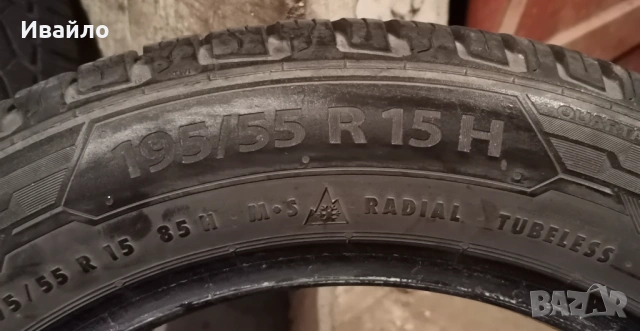 Ивайло
195/55 R 15 H
5/55 R 15 85 H M+S RADIAL TUBELESS
BAZAR